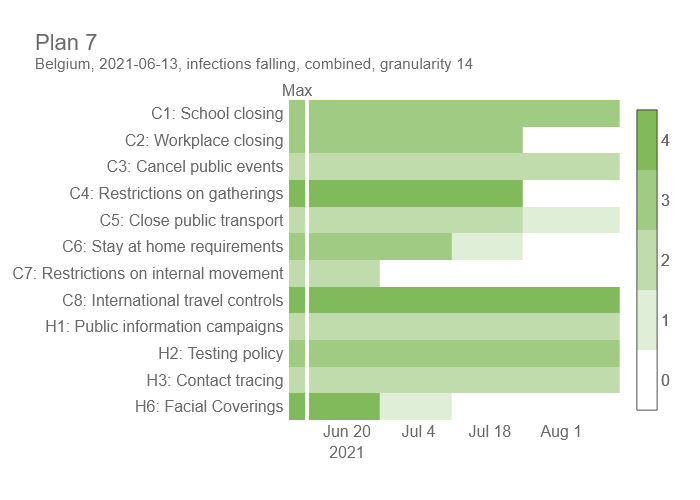 Plan 7
Belgium, 2021-06-13, infections falling, combined, granularity 14
Max
C1: School closing
C2: Workplace closing
C3: Cancel public events
C4: Restrictions on gatherings
C5: Close public transport
C6: Stay at home requirements
C7: Restrictions on internal movement
C8: International travel controls
H1: Public information campaigns
H2: Testing policy
H3: Contact tracing
H6: Facial Coverings
Jun 20 Jul 4 Jul 18 Aug 1
2021
4
3
2
1
0